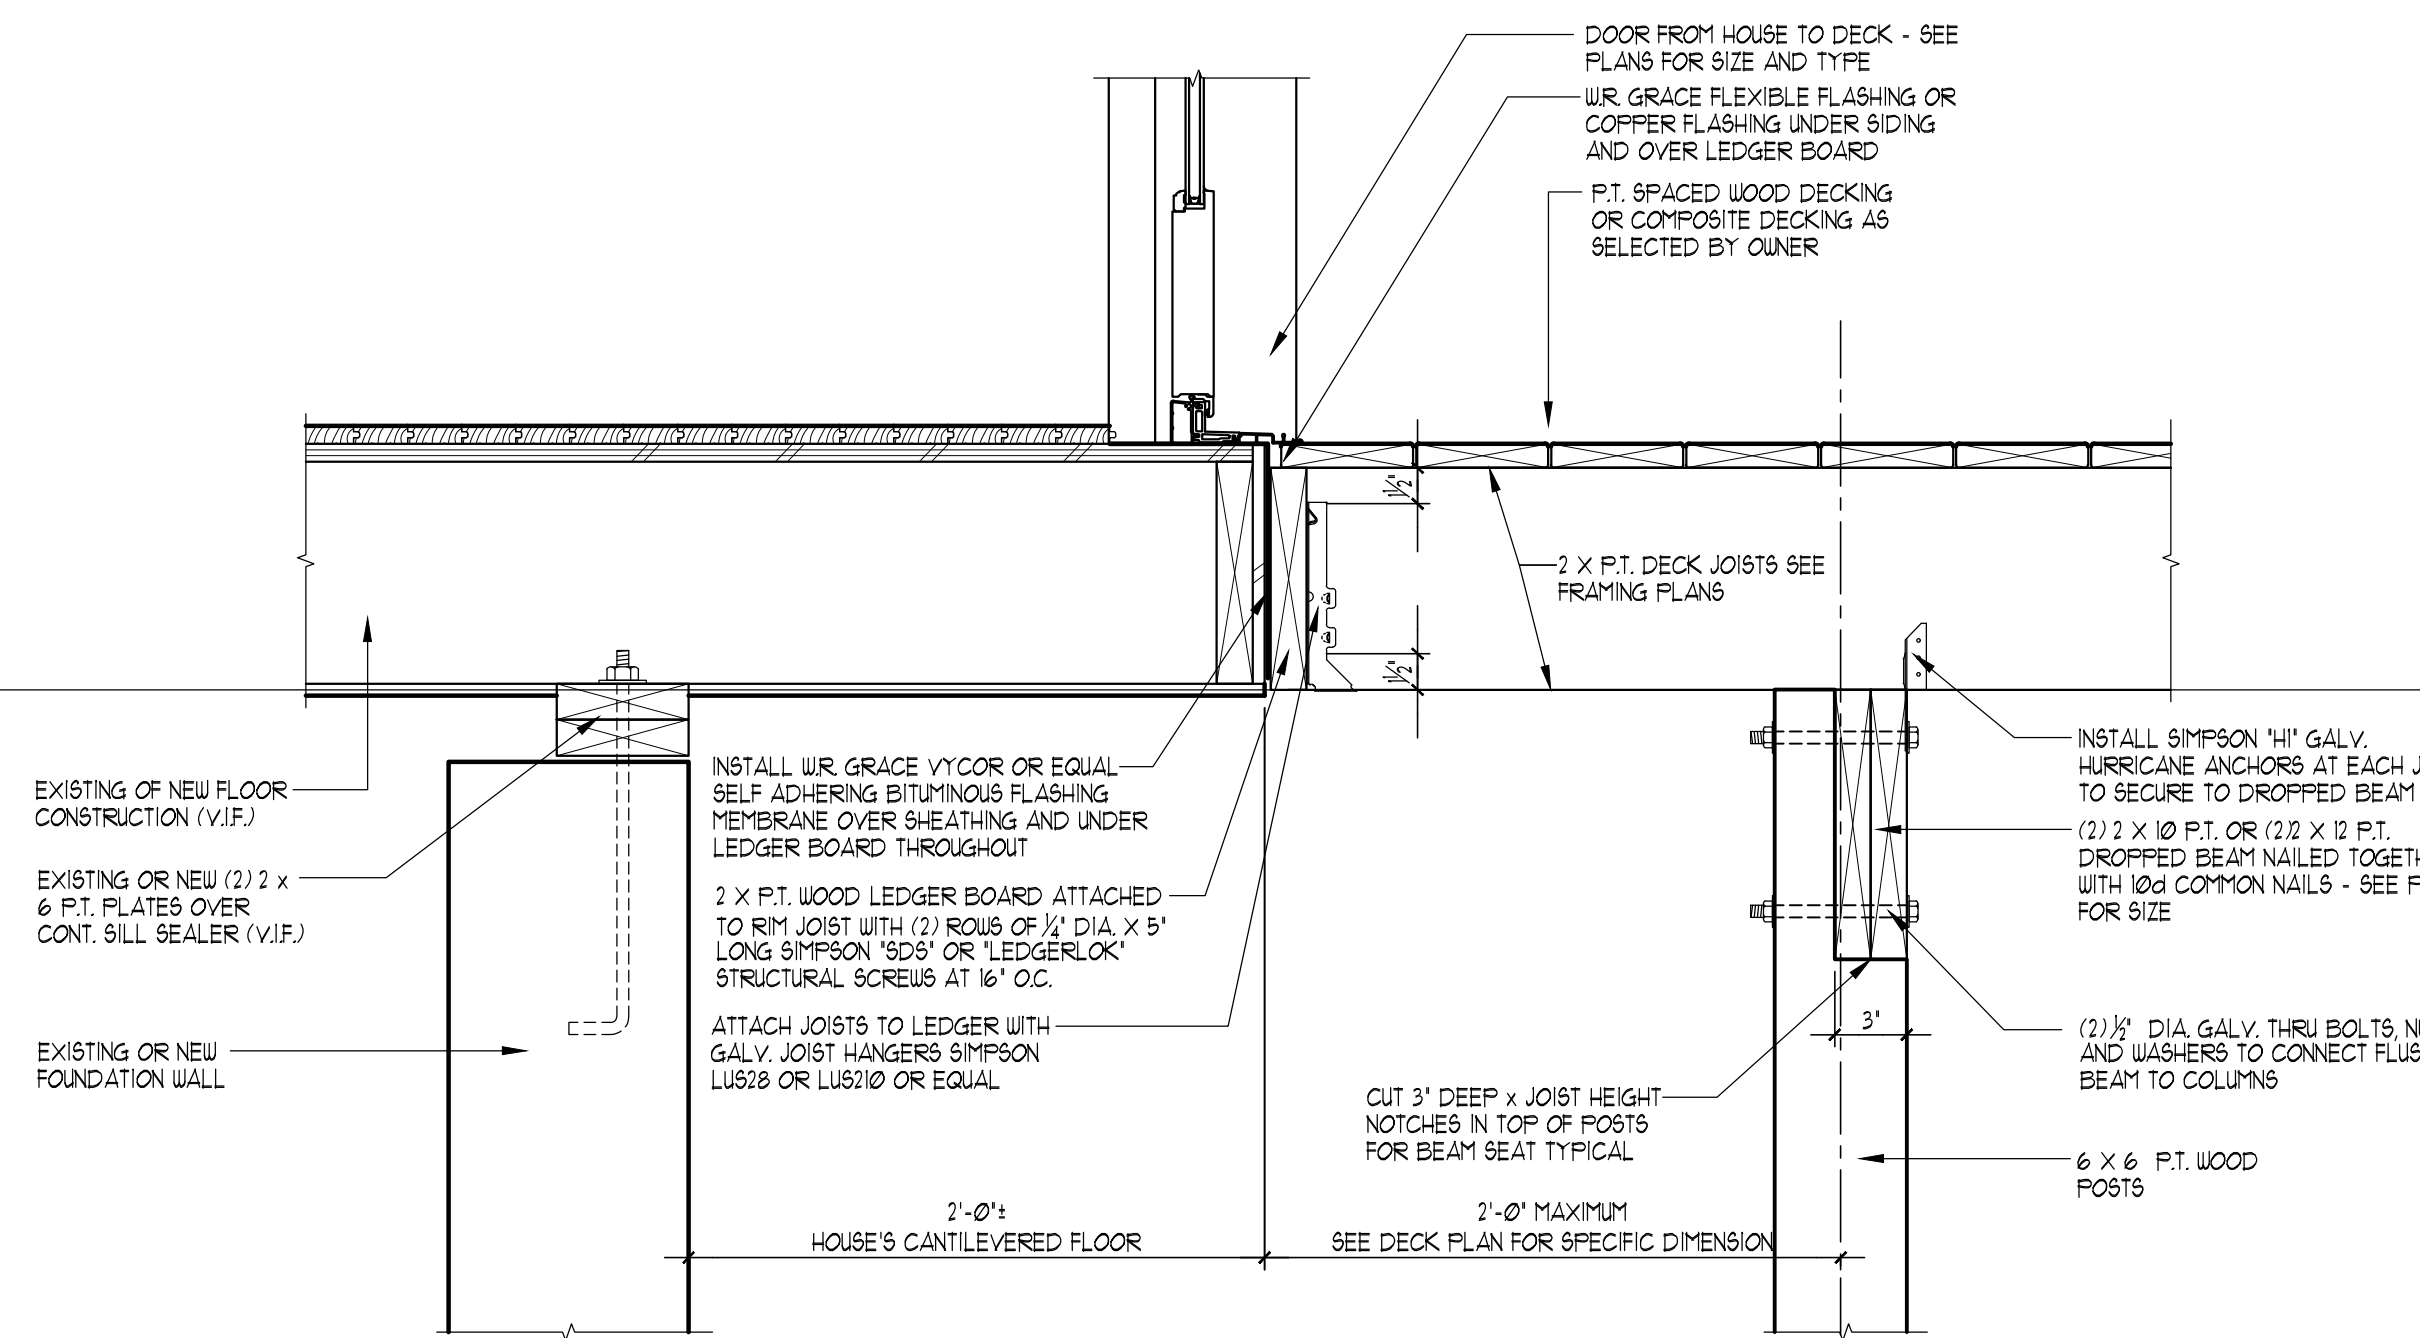 DOOR FROM HOUSE TO DECK - SEE
PLANS FOR SIZE AND TYPE
W.R. GRACE FLEXIBLE FLASHING OR
COPPER FLASHING UNDER SIDING
AND OVER LEDGER BOARD
P.T. SPACED WOOD DECKING
OR COMPOSITE DECKING AS
SELECTED BY OWNER
1½"
2 X P.T. DECK JOISTS SEE
FRAMING PLANS
1½"
EXISTING OF NEW FLOOR
CONSTRUCTION (V.I.F.)
EXISTING OR NEW (2) 2 x
6 P.T. PLATES OVER
CONT. SILL SEALER (V.I.F.)
EXISTING OR NEW
FOUNDATION WALL
INSTALL W.R. GRACE VYCOR OR EQUAL
SELF ADHERING BITUMINOUS FLASHING
MEMBRANE OVER SHEATHING AND UNDER
LEDGER BOARD THROUGHOUT
2 X P.T. WOOD LEDGER BOARD ATTACHED
TO RIM JOIST WITH (2) ROWS OF ¼" DIA. X 5"
LONG SIMPSON "SDS" OR "LEDGERLOK"
STRUCTURAL SCREWS AT 16" O.C.
ATTACH JOISTS TO LEDGER WITH
GALV. JOIST HANGERS SIMPSON
LUS28 OR LUS210 OR EQUAL
INSTALL SIMPSON "H1" GALV.
HURRICANE ANCHORS AT EACH J
TO SECURE TO DROPPED BEAM
(2) 2 X 10 P.T. OR (2)2 X 12 P.T.
DROPPED BEAM NAILED TOGETH
WITH 10d COMMON NAILS - SEE F
FOR SIZE
3"
(2) ½" DIA. GALV. THRU BOLTS, NU
AND WASHERS TO CONNECT FLUS
BEAM TO COLUMNS
CUT 3" DEEP x JOIST HEIGHT
NOTCHES IN TOP OF POSTS
FOR BEAM SEAT TYPICAL
6 X 6 P.T. WOOD
POSTS
2'-0"±
HOUSE'S CANTILEVERED FLOOR
2'-0" MAXIMUM
SEE DECK PLAN FOR SPECIFIC DIMENSION